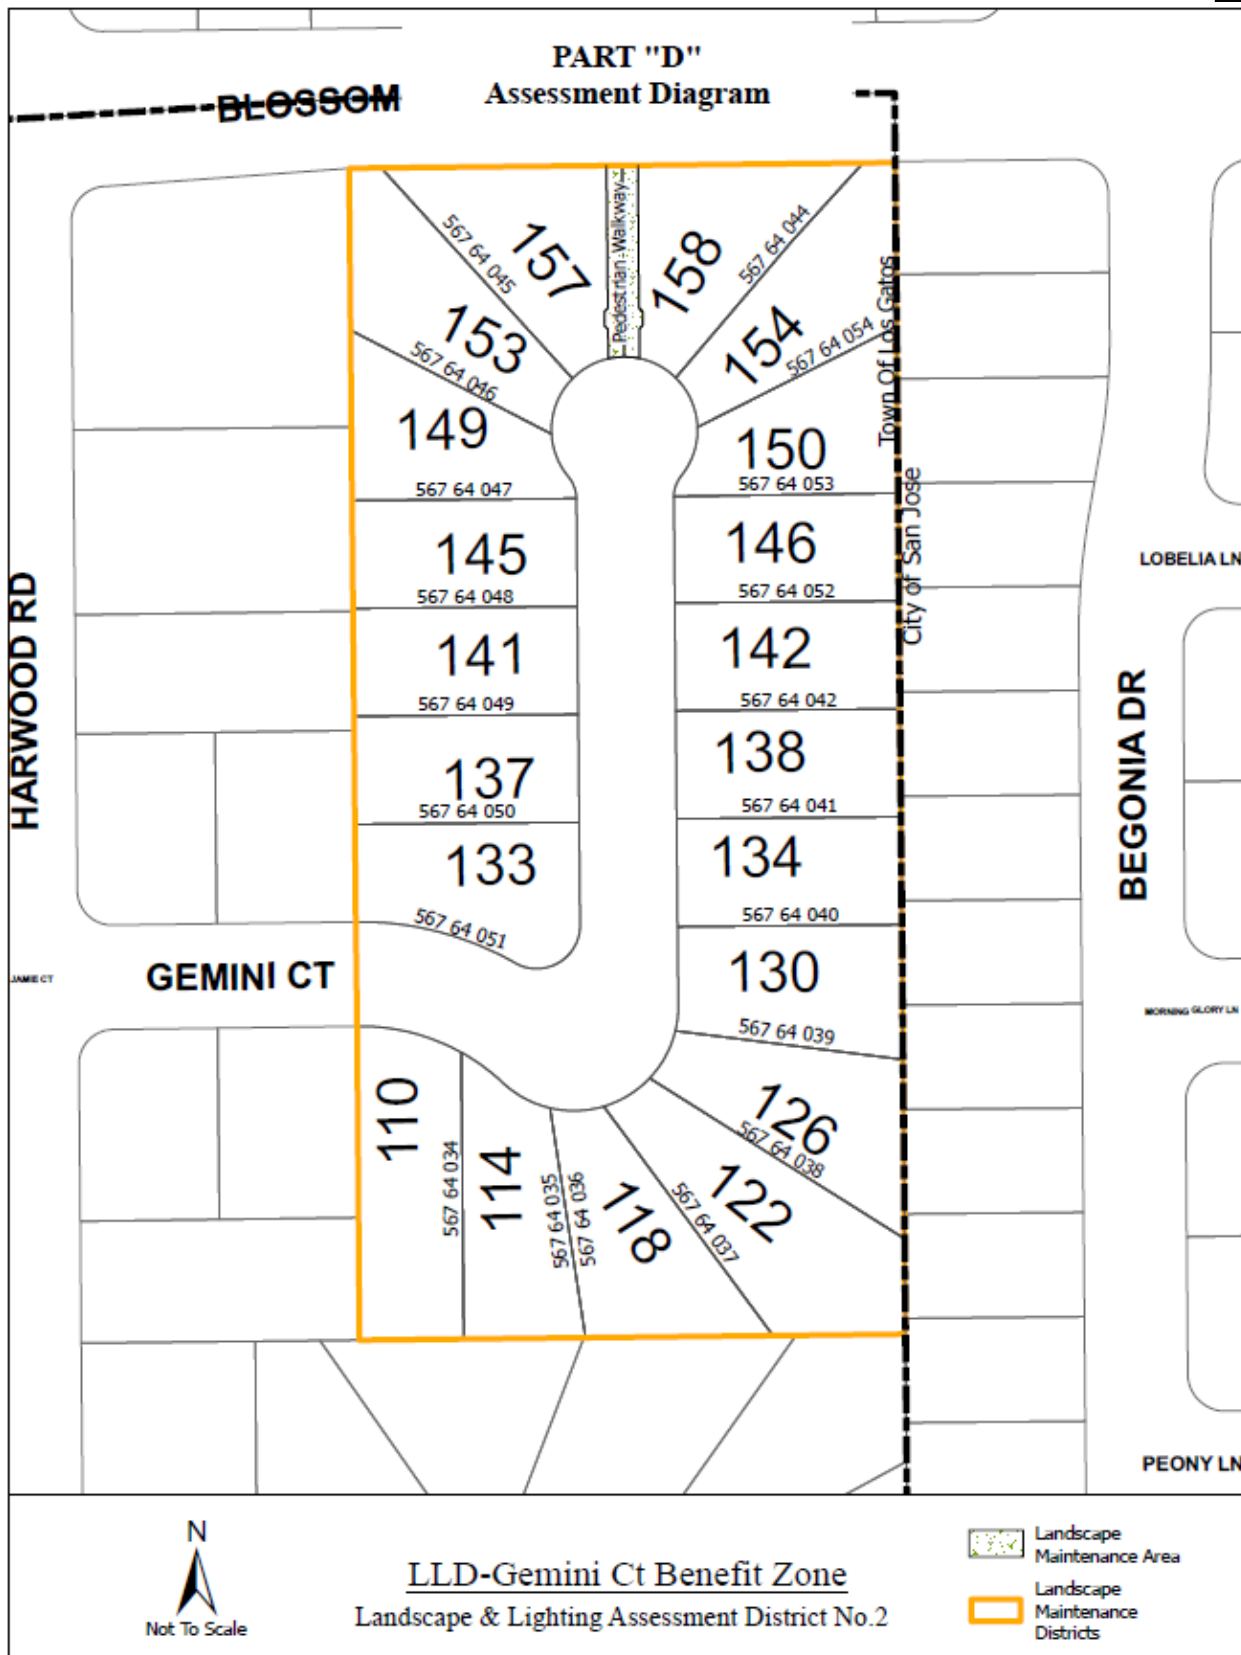 PART "D"
Assessment Diagram
BLOSSOM
Pedestrian Walkway
157
158
567 64 045
567 64 044
153
154
567 64 046
567 64 054
Town Of Los Gatos
149
150
567 64 047
567 64 053
City of San Jose
145
146
567 64 048
567 64 052
LOBELIA LN
HARWOOD RD
141
142
567 64 049
567 64 042
BEGONIA DR
137
138
567 64 050
567 64 041
133
134
567 64 051
567 64 040
JAMIE CT
GEMINI CT
130
MORNING GLORY LN
567 64 039
110
126
567 64 034
567 64 038
114
122
567 64 035
567 64 036
118
567 64 037
PEONY LN
N
Not To Scale
LLD-Gemini Ct Benefit Zone
Landscape & Lighting Assessment District No.2
Landscape
Maintenance Area
Landscape
Maintenance
Districts